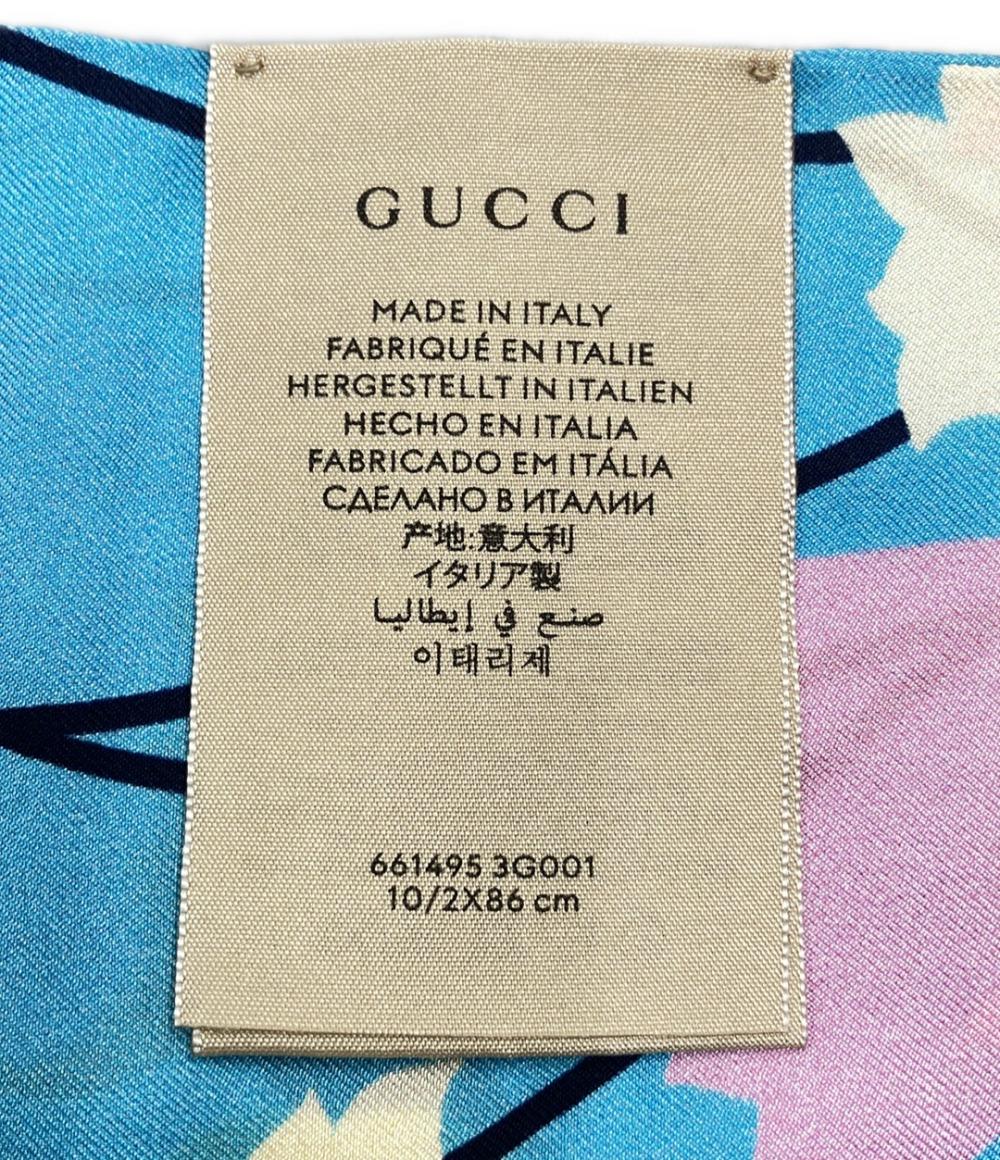 GUCCI
MADE IN ITALY
FABRIQUÉ EN ITALIE
HERGESTELLT IN ITALIEN
HECHO EN ITALIA
FABRICADO EM ITÁLIA
СДЕЛАНО В ИТАЛИИ
产地:意大利
イタリア製
صنع في إيطاليا
이태리제
661495 3G001
10/2X86 cm